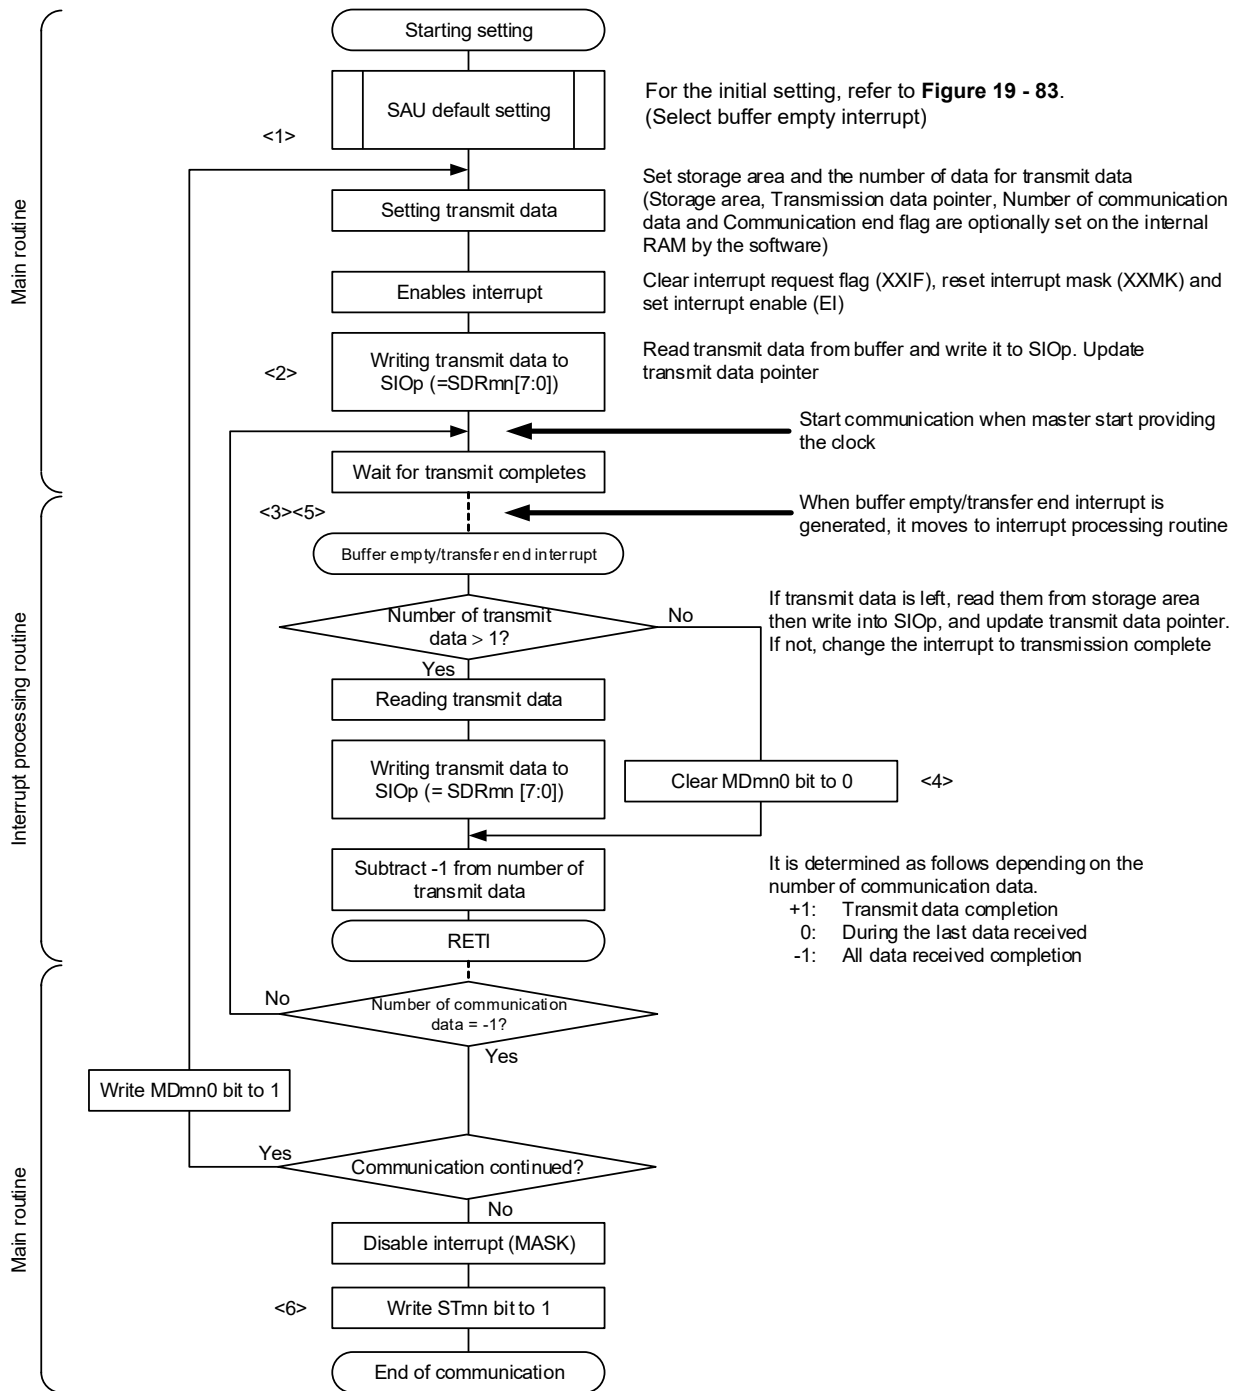 Starting setting
SAU default setting
For the initial setting, refer to Figure 19 - 83.
(Select buffer empty interrupt)
<1>
Main routine
Setting transmit data
Set storage area and the number of data for transmit data
(Storage area, Transmission data pointer, Number of communication
data and Communication end flag are optionally set on the internal
RAM by the software)
Enables interrupt
Clear interrupt request flag (XXIF), reset interrupt mask (XXMK) and
set interrupt enable (EI)
<2>
Writing transmit data to
SIOp (=SDRmn[7:0])
Read transmit data from buffer and write it to SIOp. Update
transmit data pointer
Start communication when master start providing
the clock
Wait for transmit completes
<3><5>
When buffer empty/transfer end interrupt is
generated, it moves to interrupt processing routine
Buffer empty/transfer end interrupt
Interrupt processing routine
Number of transmit
data > 1?
No
Yes
If transmit data is left, read them from storage area
then write into SIOp, and update transmit data pointer.
If not, change the interrupt to transmission complete
Reading transmit data
Writing transmit data to
SIOp (= SDRmn [7:0])
Clear MDmn0 bit to 0
<4>
Subtract -1 from number of
transmit data
It is determined as follows depending on the
number of communication data.
+1: Transmit data completion
0: During the last data received
-1: All data received completion
RETI
No
Number of communication
data = -1?
Yes
Write MDmn0 bit to 1
Main routine
Yes
Communication continued?
No
Disable interrupt (MASK)
<6>
Write STmn bit to 1
End of communication